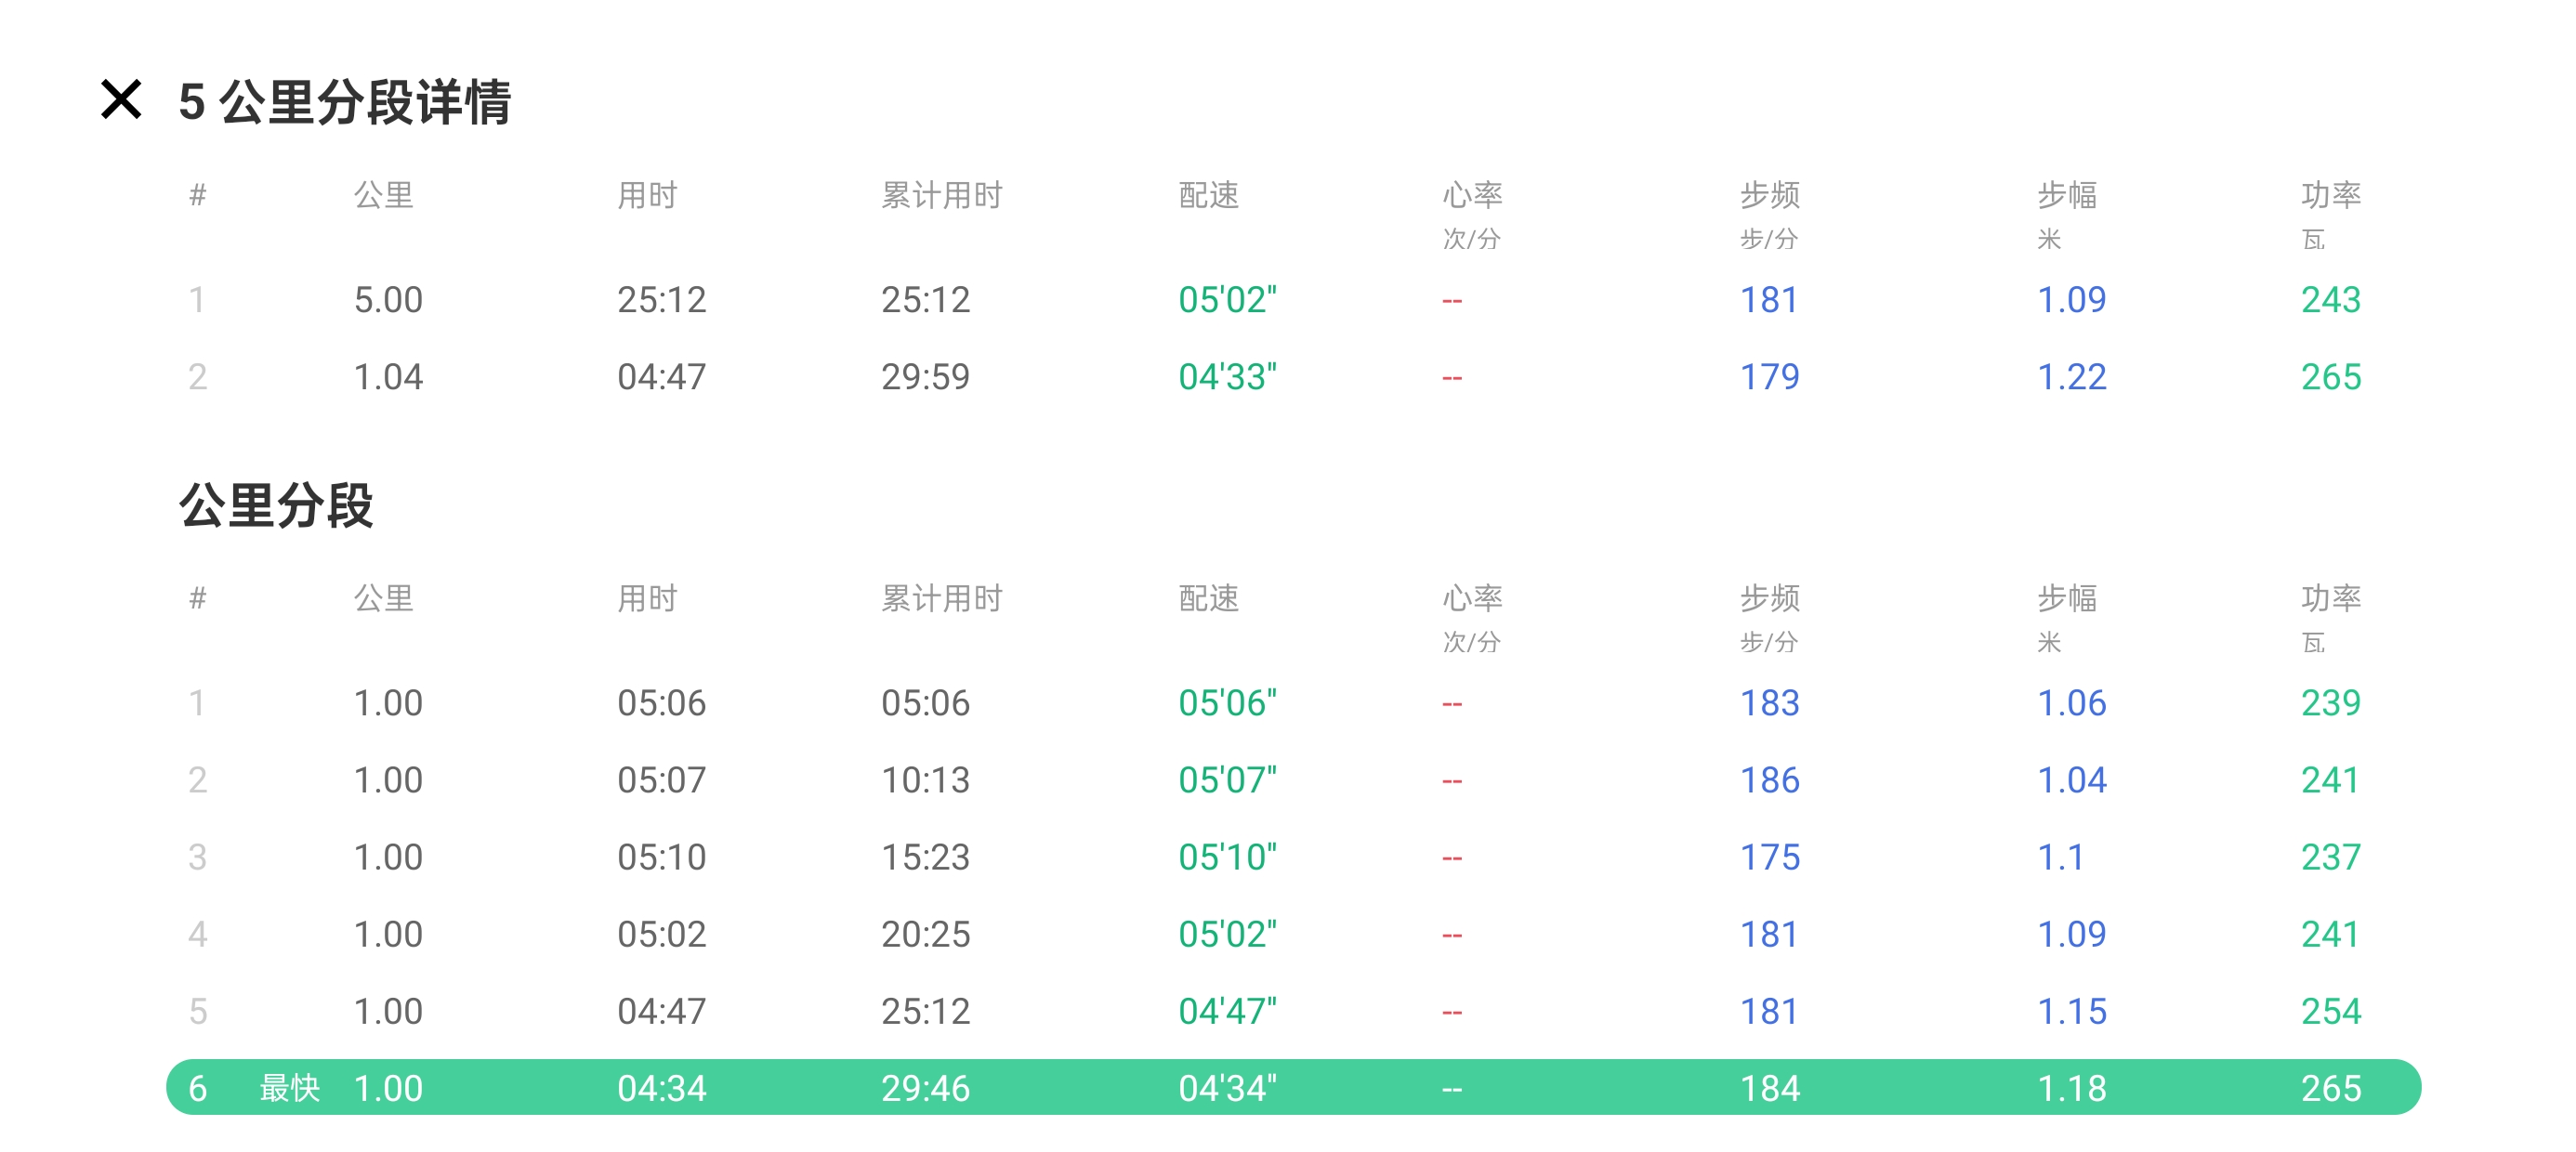 5 公里分段详情
# 公里 用时 累计用时 配速 心率 步频 步幅 功率
次/分 步/分 米 瓦
1 5.00 25:12 25:12 05'02" -- 181 1.09 243
2 1.04 04:47 29:59 04'33" -- 179 1.22 265
公里分段
# 公里 用时 累计用时 配速 心率 步频 步幅 功率
次/分 步/分 米 瓦
1 1.00 05:06 05:06 05'06" -- 183 1.06 239
2 1.00 05:07 10:13 05'07" -- 186 1.04 241
3 1.00 05:10 15:23 05'10" -- 175 1.1 237
4 1.00 05:02 20:25 05'02" -- 181 1.09 241
5 1.00 04:47 25:12 04'47" -- 181 1.15 254
6 最快 1.00 04:34 29:46 04'34" -- 184 1.18 265